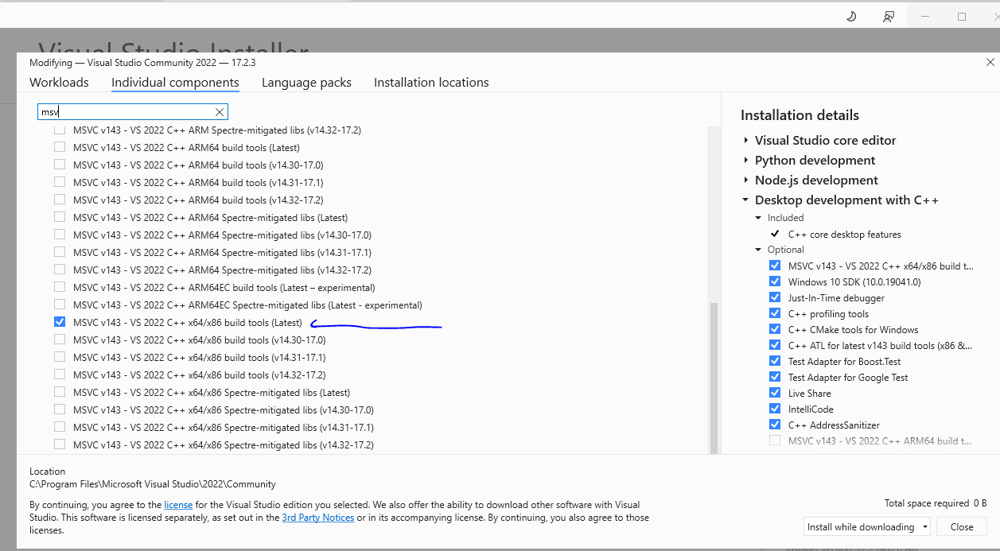 Visual Studio Installer
Modifying — Visual Studio Community 2022 — 17.2.3
Workloads Individual components Language packs Installation locations
msv
MSVC v143 - VS 2022 C++ ARM Spectre-mitigated libs (v14.32-17.2)
MSVC v143 - VS 2022 C++ ARM64 build tools (Latest)
MSVC v143 - VS 2022 C++ ARM64 build tools (v14.30-17.0)
MSVC v143 - VS 2022 C++ ARM64 build tools (v14.31-17.1)
MSVC v143 - VS 2022 C++ ARM64 build tools (v14.32-17.2)
MSVC v143 - VS 2022 C++ ARM64 Spectre-mitigated libs (Latest)
MSVC v143 - VS 2022 C++ ARM64 Spectre-mitigated libs (v14.30-17.0)
MSVC v143 - VS 2022 C++ ARM64 Spectre-mitigated libs (v14.31-17.1)
MSVC v143 - VS 2022 C++ ARM64 Spectre-mitigated libs (v14.32-17.2)
MSVC v143 - VS 2022 C++ ARM64EC build tools (Latest – experimental)
MSVC v143 - VS 2022 C++ ARM64EC Spectre-mitigated libs (Latest - experimental)
MSVC v143 - VS 2022 C++ x64/x86 build tools (Latest)
MSVC v143 - VS 2022 C++ x64/x86 build tools (v14.30-17.0)
MSVC v143 - VS 2022 C++ x64/x86 build tools (v14.31-17.1)
MSVC v143 - VS 2022 C++ x64/x86 build tools (v14.32-17.2)
MSVC v143 - VS 2022 C++ x64/x86 Spectre-mitigated libs (Latest)
MSVC v143 - VS 2022 C++ x64/x86 Spectre-mitigated libs (v14.30-17.0)
MSVC v143 - VS 2022 C++ x64/x86 Spectre-mitigated libs (v14.31-17.1)
MSVC v143 - VS 2022 C++ x64/x86 Spectre-mitigated libs (v14.32-17.2)
Installation details
Visual Studio core editor
Python development
Node.js development
Desktop development with C++
Included
C++ core desktop features
Optional
MSVC v143 - VS 2022 C++ x64/x86 build t...
Windows 10 SDK (10.0.19041.0)
Just-In-Time debugger
C++ profiling tools
C++ CMake tools for Windows
C++ ATL for latest v143 build tools (x86 &...
Test Adapter for Boost.Test
Test Adapter for Google Test
Live Share
IntelliCode
C++ AddressSanitizer
MSVC v143 - VS 2022 C++ ARM64 build t...
Location
C:\Program Files\Microsoft Visual Studio\2022\Community
By continuing, you agree to the license for the Visual Studio edition you selected. We also offer the ability to download other software with Visual
Studio. This software is licensed separately, as set out in the 3rd Party Notices or in its accompanying license. By continuing, you also agree to those
licenses.
Total space required 0 B
Install while downloading Close